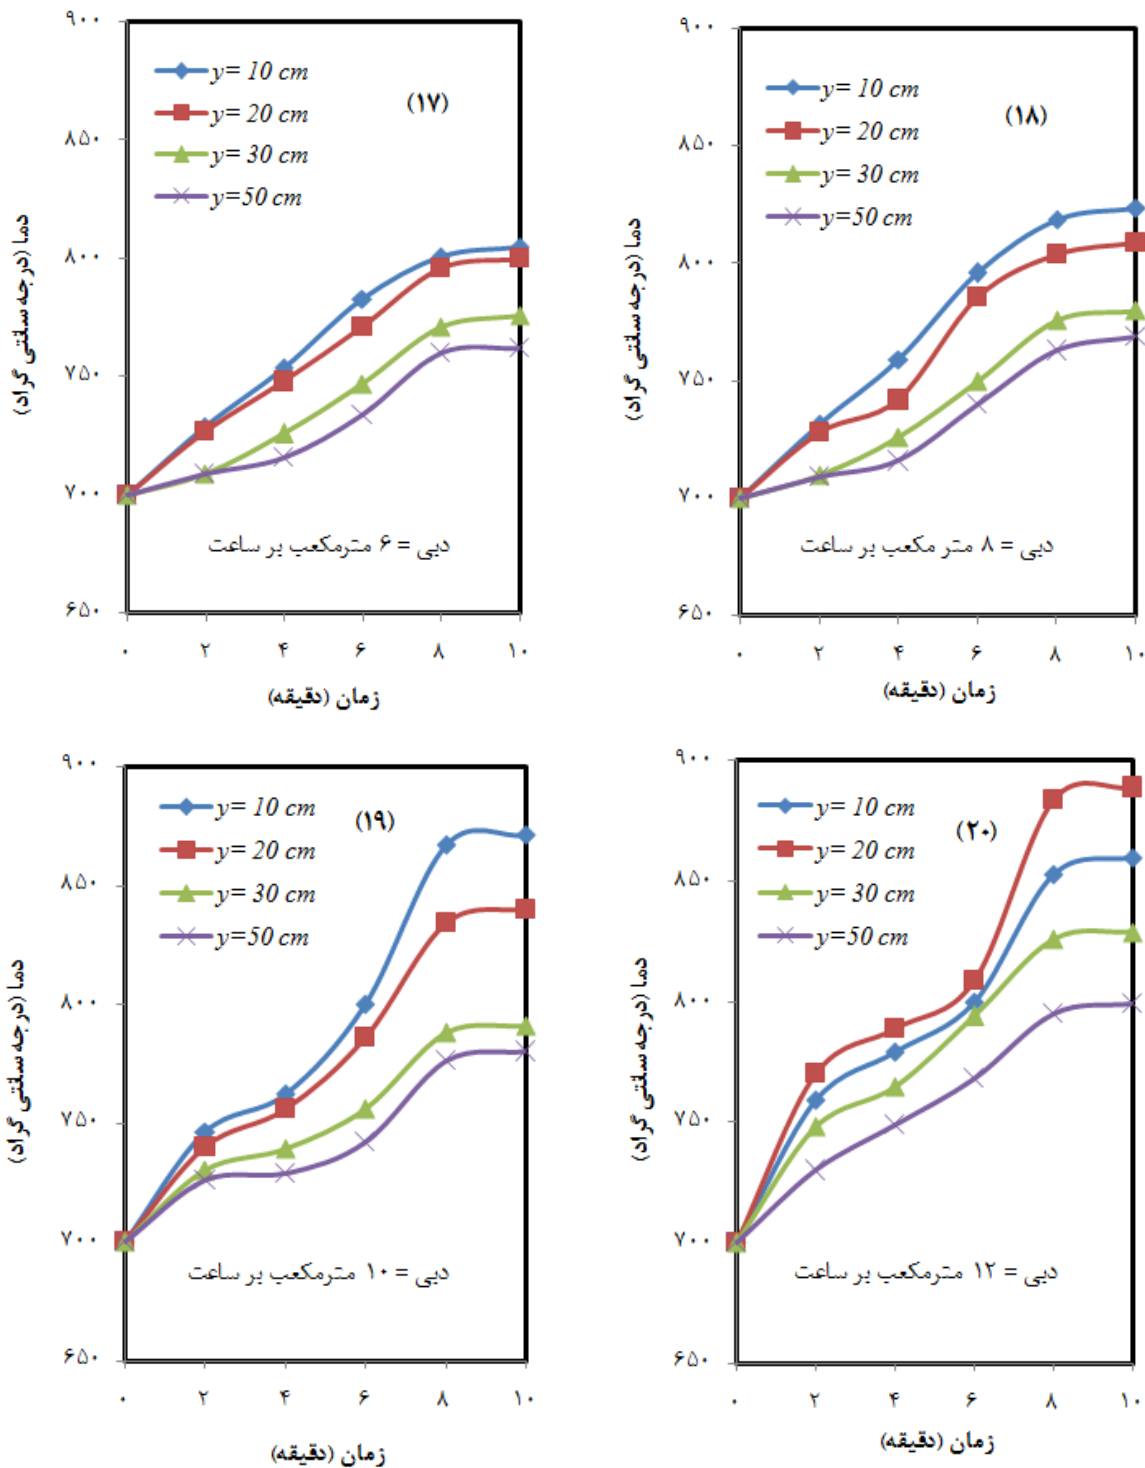 ۹۰۰
۸۵۰
۸۰۰
۷۵۰
۷۰۰
۶۵۰
دما (درجه سانتی گراد)
y= 10 cm
y= 20 cm
y= 30 cm
y=50 cm
(۱۷)
دبی = ۶ مترمکعب بر ساعت
۰ ۲ ۴ ۶ ۸ ۱۰
زمان (دقیقه)
۹۰۰
۸۵۰
۸۰۰
۷۵۰
۷۰۰
۶۵۰
دما (درجه سانتی گراد)
y= 10 cm
y= 20 cm
y= 30 cm
y=50 cm
(۱۸)
دبی = ۸ متر مکعب بر ساعت
۰ ۲ ۴ ۶ ۸ ۱۰
زمان (دقیقه)
۹۰۰
۸۵۰
۸۰۰
۷۵۰
۷۰۰
۶۵۰
دما (درجه سانتی گراد)
y= 10 cm
y= 20 cm
y= 30 cm
y=50 cm
(۱۹)
دبی = ۱۰ مترمکعب بر ساعت
۰ ۲ ۴ ۶ ۸ ۱۰
زمان (دقیقه)
۹۰۰
۸۵۰
۸۰۰
۷۵۰
۷۰۰
۶۵۰
دما (درجه سانتی گراد)
y= 10 cm
y= 20 cm
y= 30 cm
y=50 cm
(۲۰)
دبی = ۱۲ مترمکعب بر ساعت
۰ ۲ ۴ ۶ ۸ ۱۰
زمان (دقیقه)